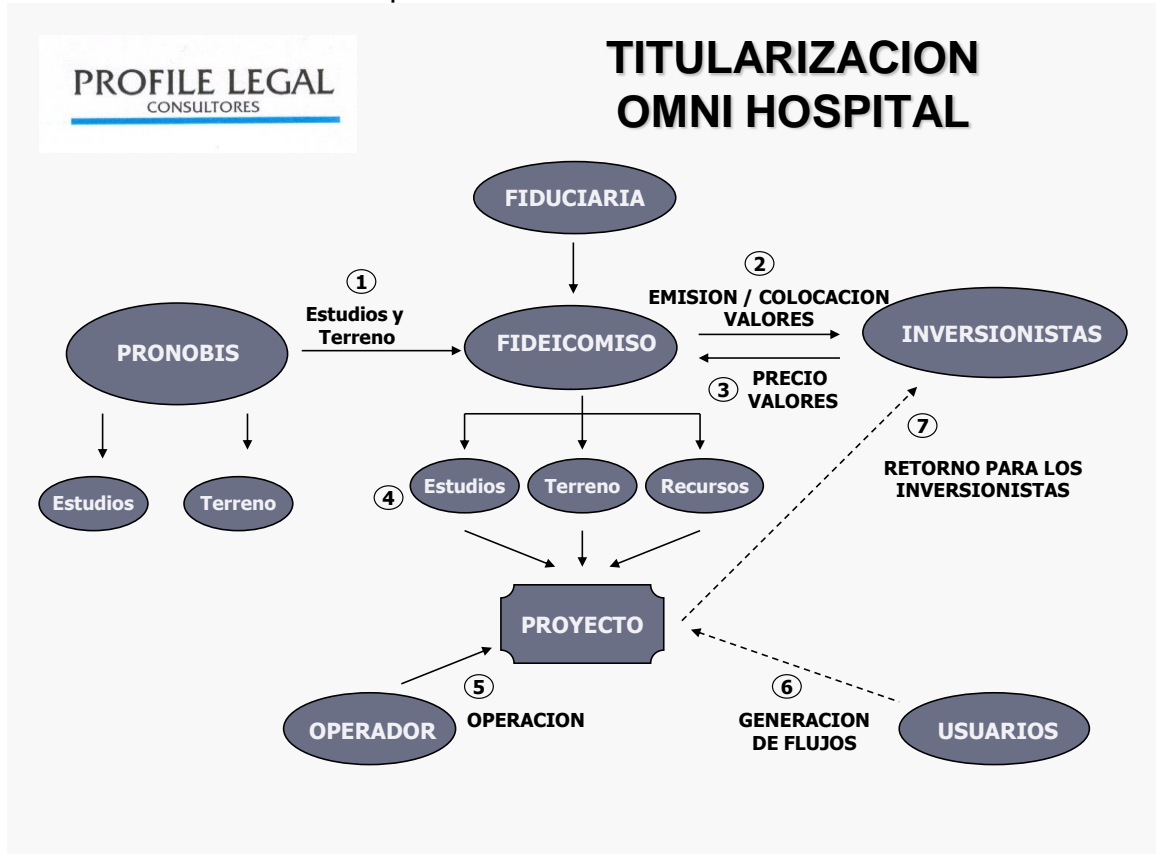 PROFILE LEGAL
CONSULTORES
TITULARIZACION
OMNI HOSPITAL
FIDUCIARIA
1
Estudios y
Terreno
2
EMISION / COLOCACION
VALORES
PRONOBIS
FIDEICOMISO
INVERSIONISTAS
3
PRECIO
VALORES
7
RETORNO PARA LOS
INVERSIONISTAS
Estudios
Terreno
4
Estudios
Terreno
Recursos
PROYECTO
5
OPERACION
6
GENERACION
DE FLUJOS
OPERADOR
USUARIOS